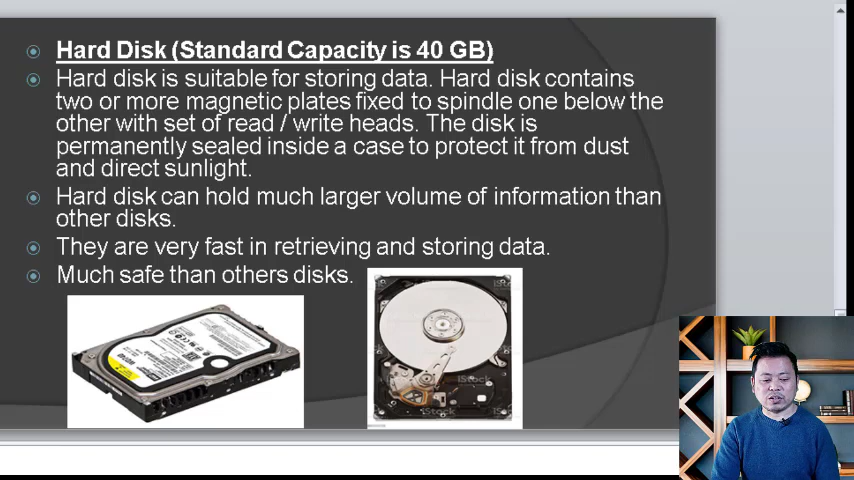 Hard Disk (Standard Capacity is 40 GB)
Hard disk is suitable for storing data. Hard disk contains
two or more magnetic plates fixed to spindle one below the
other with set of read / write heads. The disk is
permanently sealed inside a case to protect it from dust
and direct sunlight.
Hard disk can hold much larger volume of information than
other disks.
They are very fast in retrieving and storing data.
Much safe than others disks.
iStock
iStock